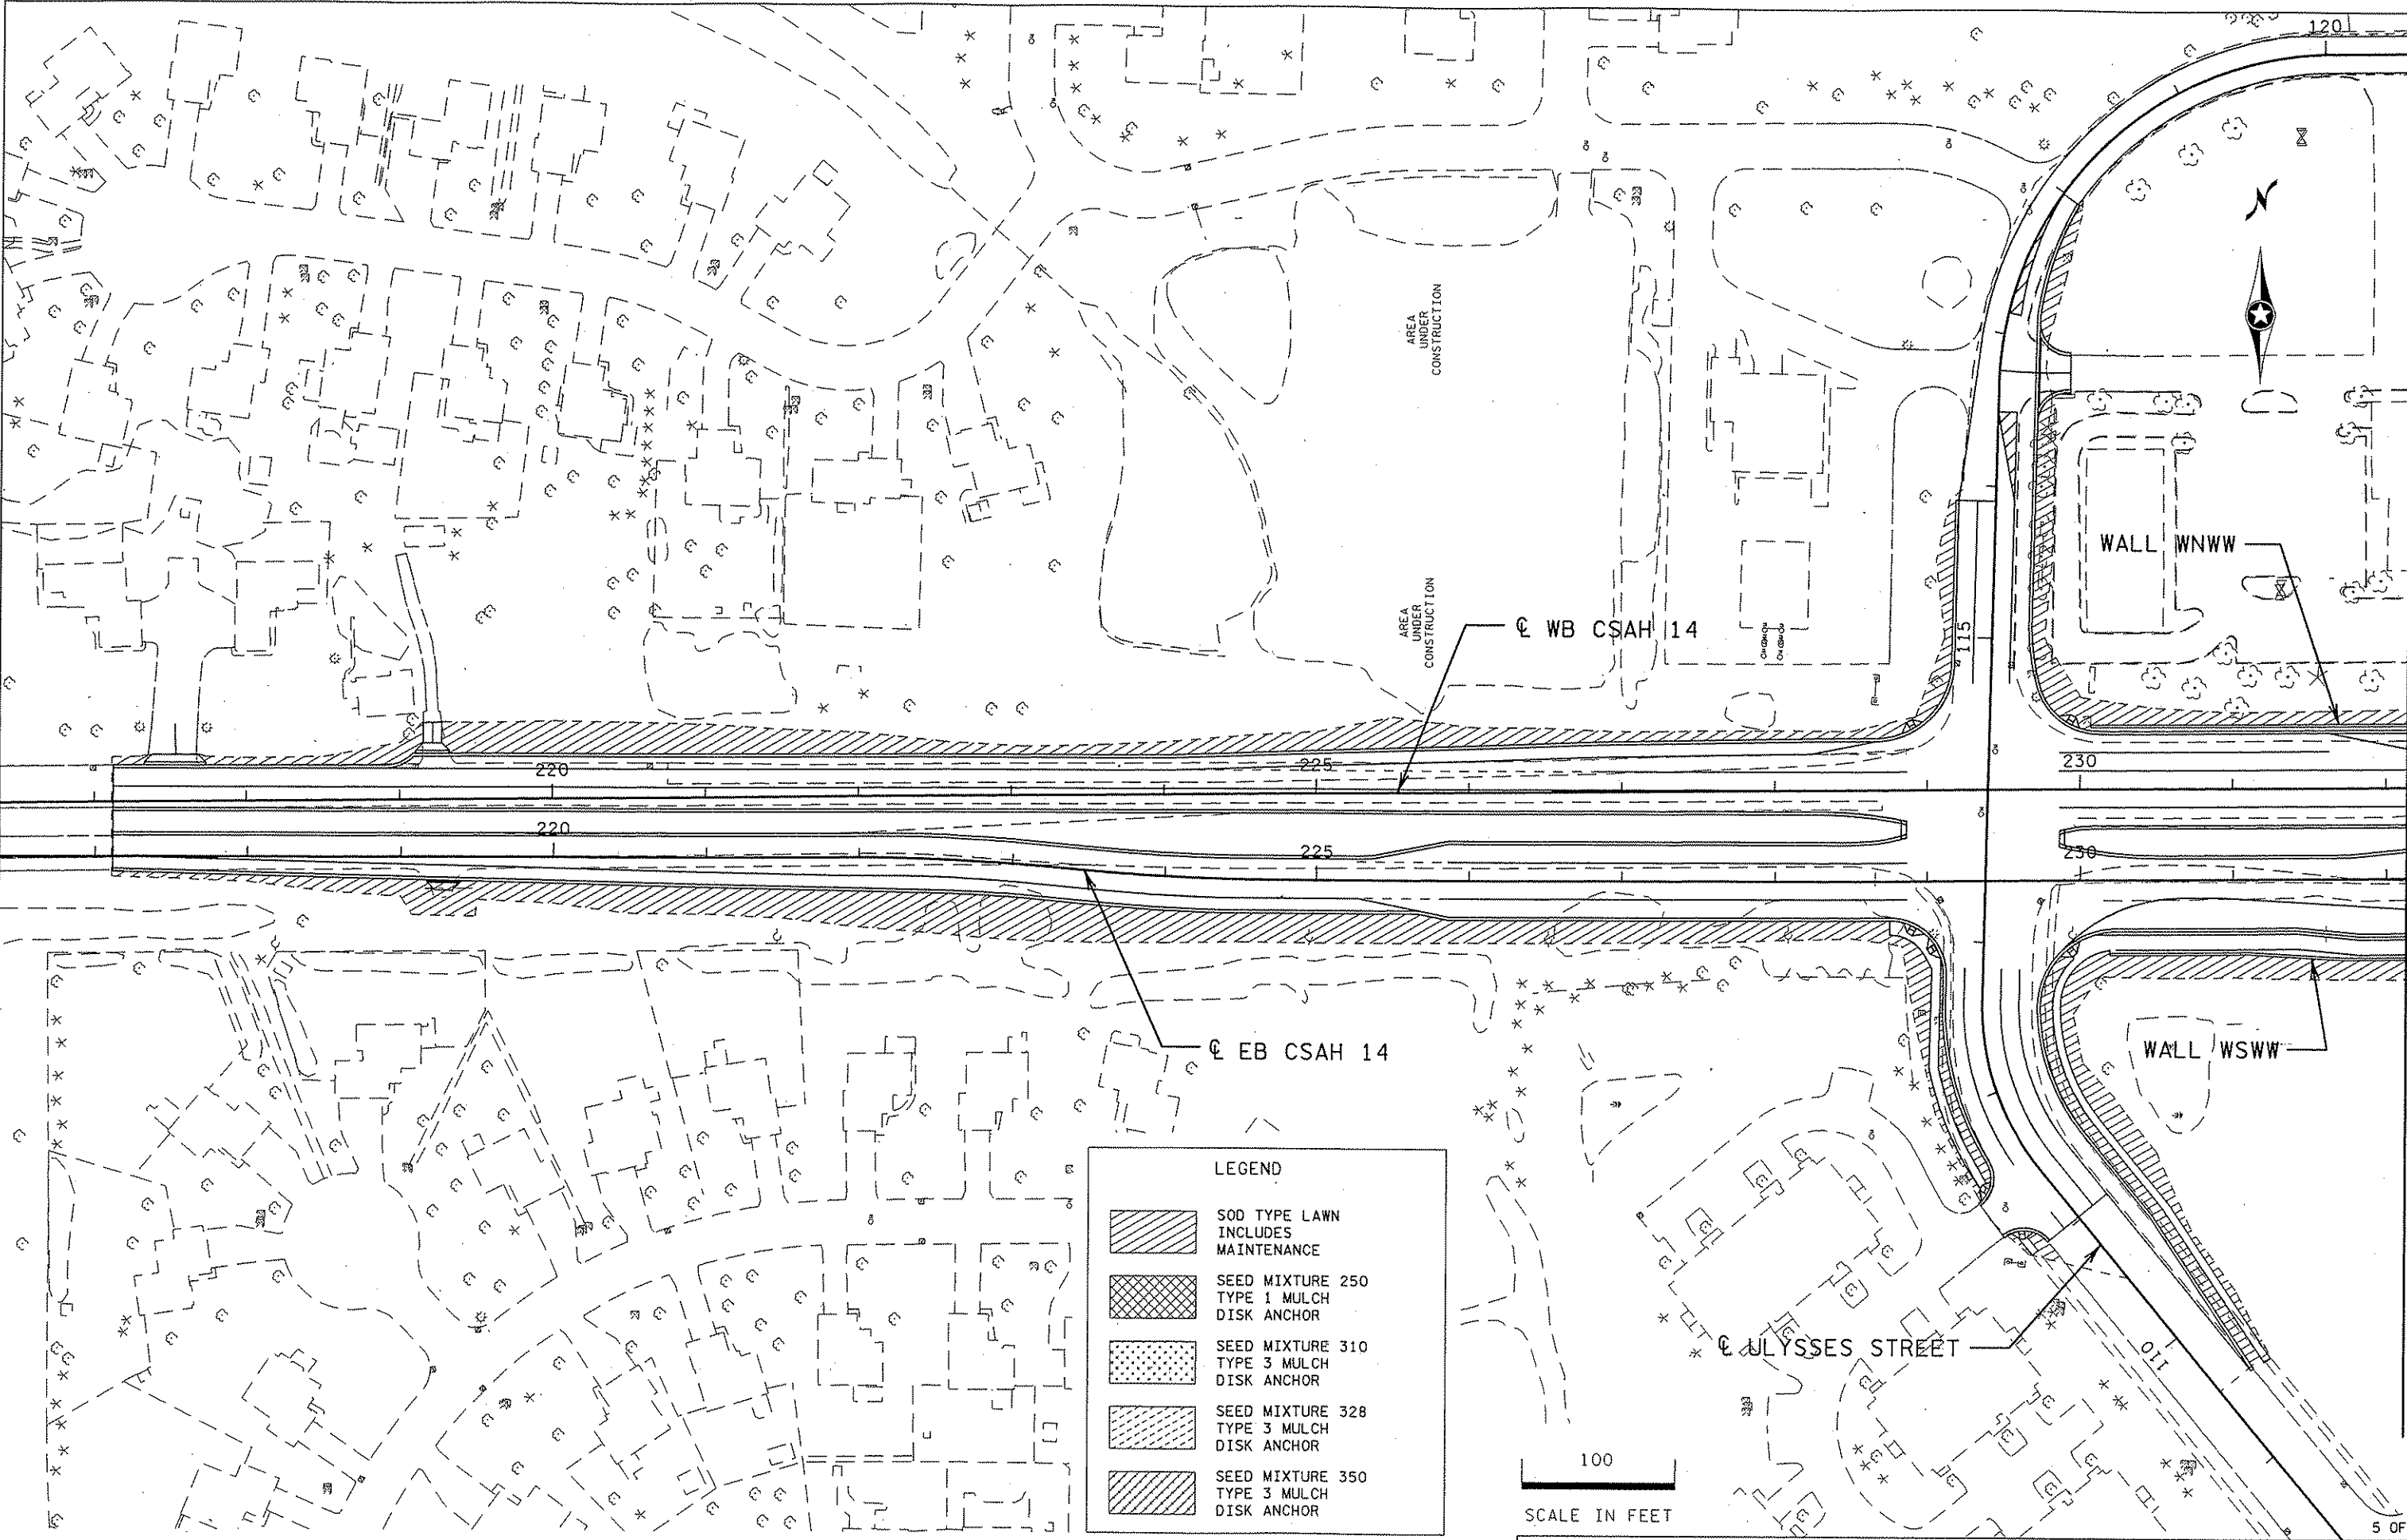 120
N
AREA
UNDER
CONSTRUCTION
WALL WNWW
AREA
UNDER
CONSTRUCTION
℄ WB CSAH 14
115
220
225
230
220
225
230
℄ EB CSAH 14
WALL WSWW
LEGEND
SOD TYPE LAWN
INCLUDES
MAINTENANCE
SEED MIXTURE 250
TYPE 1 MULCH
DISK ANCHOR
SEED MIXTURE 310
TYPE 3 MULCH
DISK ANCHOR
SEED MIXTURE 328
TYPE 3 MULCH
DISK ANCHOR
SEED MIXTURE 350
TYPE 3 MULCH
DISK ANCHOR
℄ ULYSSES STREET
110
100
SCALE IN FEET
5 OF